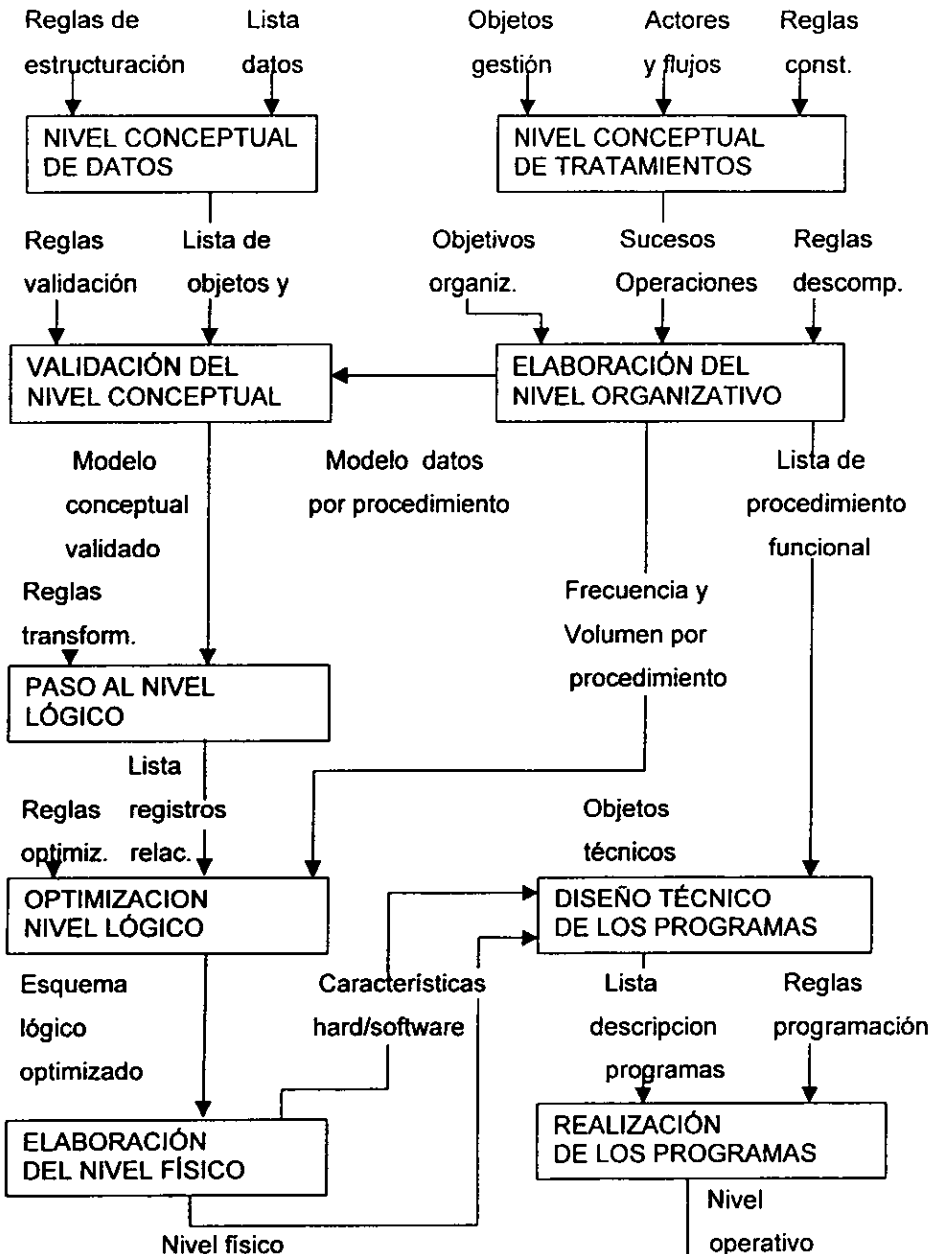 Reglas de
estructuración
Lista
datos
Objetos
gestión
Actores
y flujos
Reglas
const.
NIVEL CONCEPTUAL
DE DATOS
NIVEL CONCEPTUAL
DE TRATAMIENTOS
Reglas
validación
Lista de
objetos y
Objetivos
organiz.
Sucesos
Operaciones
Reglas
descomp.
VALIDACIÓN DEL
NIVEL CONCEPTUAL
ELABORACIÓN DEL
NIVEL ORGANIZATIVO
Modelo
conceptual
validado
Modelo datos
por procedimiento
Lista de
procedimiento
funcional
Reglas
transform.
Frecuencia y
Volumen por
procedimiento
PASO AL NIVEL
LÓGICO
Lista
registros
relac.
Reglas
optimiz.
Objetos
técnicos
OPTIMIZACION
NIVEL LÓGICO
DISEÑO TÉCNICO
DE LOS PROGRAMAS
Esquema
lógico
optimizado
Características
hard/software
Lista
descripcion
programas
Reglas
programación
ELABORACIÓN
DEL NIVEL FÍSICO
REALIZACIÓN
DE LOS PROGRAMAS
Nivel físico
Nivel
operativo